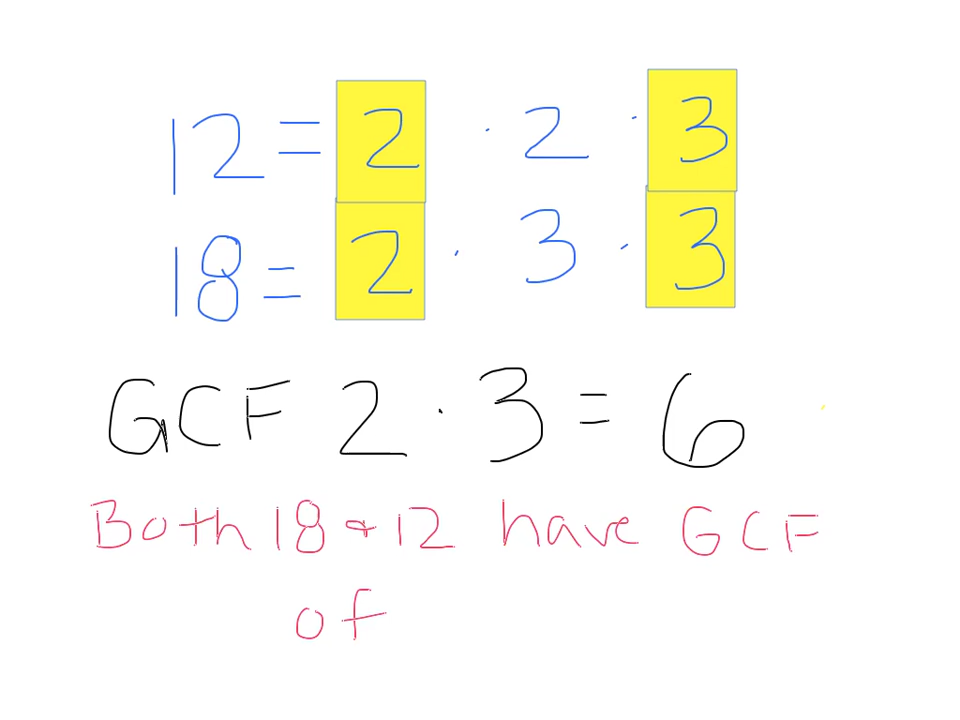 12 = 2 · 2 · 3
18 = 2 · 3 · 3
GCF 2 · 3 = 6
Both 18 & 12 have GCF
of